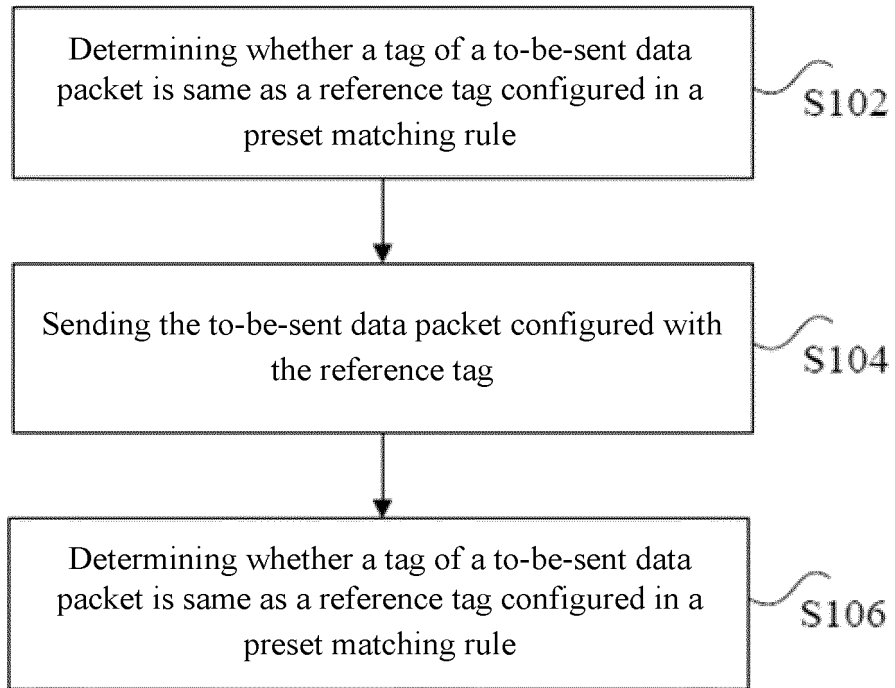 Determining whether a tag of a to-be-sent data
packet is same as a reference tag configured in a
preset matching rule
S102
Sending the to-be-sent data packet configured with
the reference tag
S104
Determining whether a tag of a to-be-sent data
packet is same as a reference tag configured in a
preset matching rule
S106